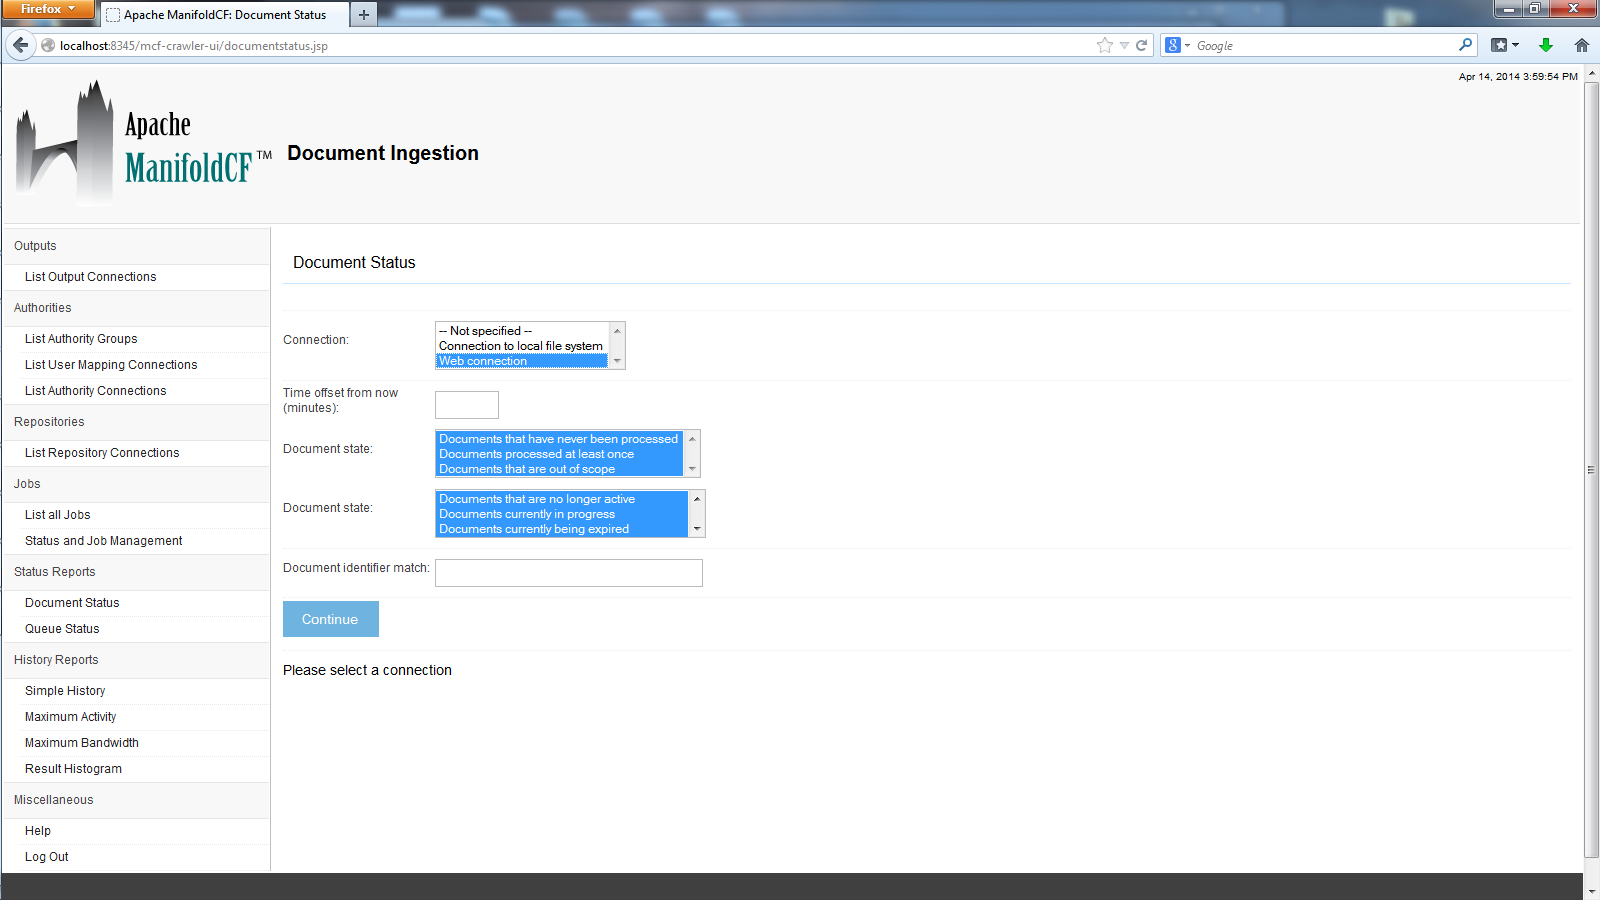 Firefox
Apache ManifoldCF: Document Status
localhost:8345/mcf-crawler-ui/documentstatus.jsp
Google
Apr 14, 2014 3:59:54 PM
Apache
ManifoldCF™
Document Ingestion
Outputs
List Output Connections
Authorities
List Authority Groups
List User Mapping Connections
List Authority Connections
Repositories
List Repository Connections
Jobs
List all Jobs
Status and Job Management
Status Reports
Document Status
Queue Status
History Reports
Simple History
Maximum Activity
Maximum Bandwidth
Result Histogram
Miscellaneous
Help
Log Out
Document Status
Connection:
-- Not specified --
Connection to local file system
Web connection
Time offset from now
(minutes):
Document state:
Documents that have never been processed
Documents processed at least once
Documents that are out of scope
Document state:
Documents that are no longer active
Documents currently in progress
Documents currently being expired
Document identifier match:
Continue
Please select a connection